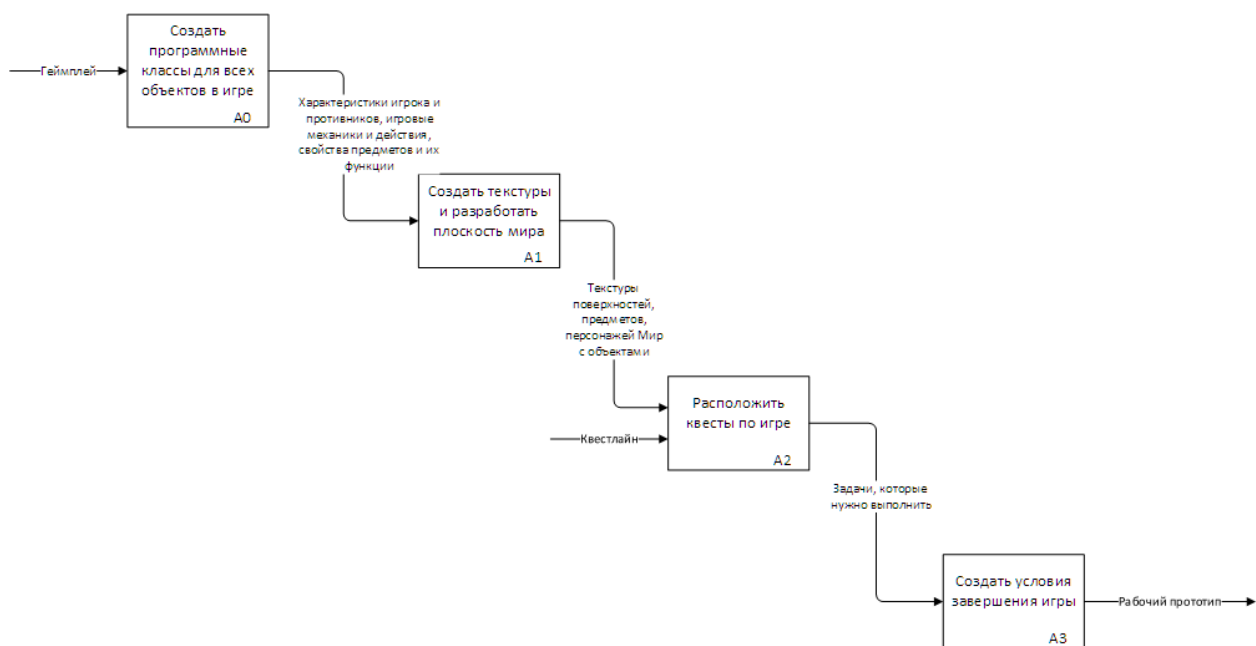 Создать
программные
классы для всех
объектов в игре
A0
Геймплей
Характеристики игрока и
противников, игровые
механики и действия,
свойства предметов и их
функции
Создать текстуры
и разработать
плоскость мира
A1
Текстуры
поверхностей,
предметов,
персонажей Мир
с объектами
Расположить
квесты по игре
A2
Квестлайн
Задачи, которые
нужно выполнить
Создать условия
завершения игры
A3
Рабочий прототип